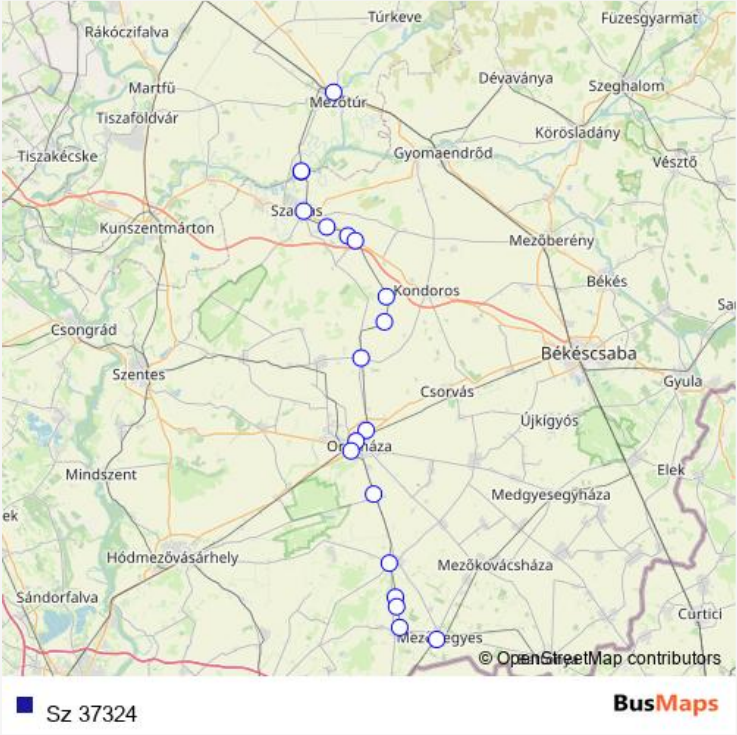 Túrkeve
Füzesgyarmat
Rákóczifalva
Martfű
Dévaványa
Szeghalom
Mezőtúr
Tiszaföldvár
Körösladány
Tiszakécske
Gyomaendrőd
Vésztő
Kunszentmárton
Mezőberény
Békés
Kondoros
Csongrád
Békéscsaba
Szentes
Gyula
Csorvás
Újkígyós
Elek
Mindszent
Medgyesegyháza
ek
Hódmezővásárhely
Mezőkovácsháza
Sándorfalva
Curtici
© OpenStreetMap contributors
Sz 37324
BusMaps